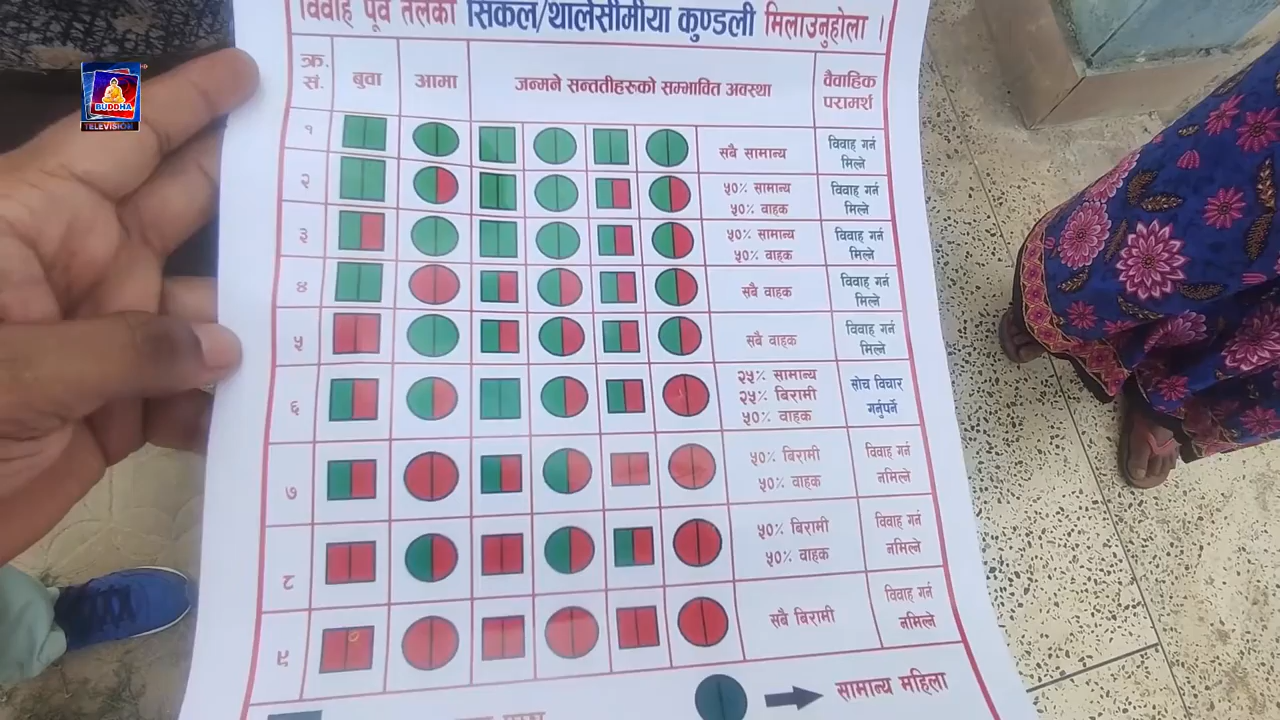 विवाह पूर्व तलको सिकल/थालेसीमीया कुण्डली मिलाउनुहोला ।
क्र. सं. बुवा आमा जन्मने सन्ततीहरूको सम्भावित अवस्था वैवाहिक परामर्श
१ सबै सामान्य विवाह गर्न मिल्ने
२ ५०% सामान्य ५०% वाहक विवाह गर्न मिल्ने
३ ५०% सामान्य ५०% वाहक विवाह गर्न मिल्ने
४ सबै वाहक विवाह गर्न मिल्ने
५ सबै वाहक विवाह गर्न मिल्ने
६ २५% सामान्य २५% बिरामी ५०% वाहक सोच विचार गर्नुपर्ने
७ ५०% बिरामी ५०% वाहक विवाह गर्न नमिल्ने
८ ५०% बिरामी ५०% वाहक विवाह गर्न नमिल्ने
९ सबै बिरामी विवाह गर्न नमिल्ने
सामान्य महिला
BUDDHA
TELEVISION